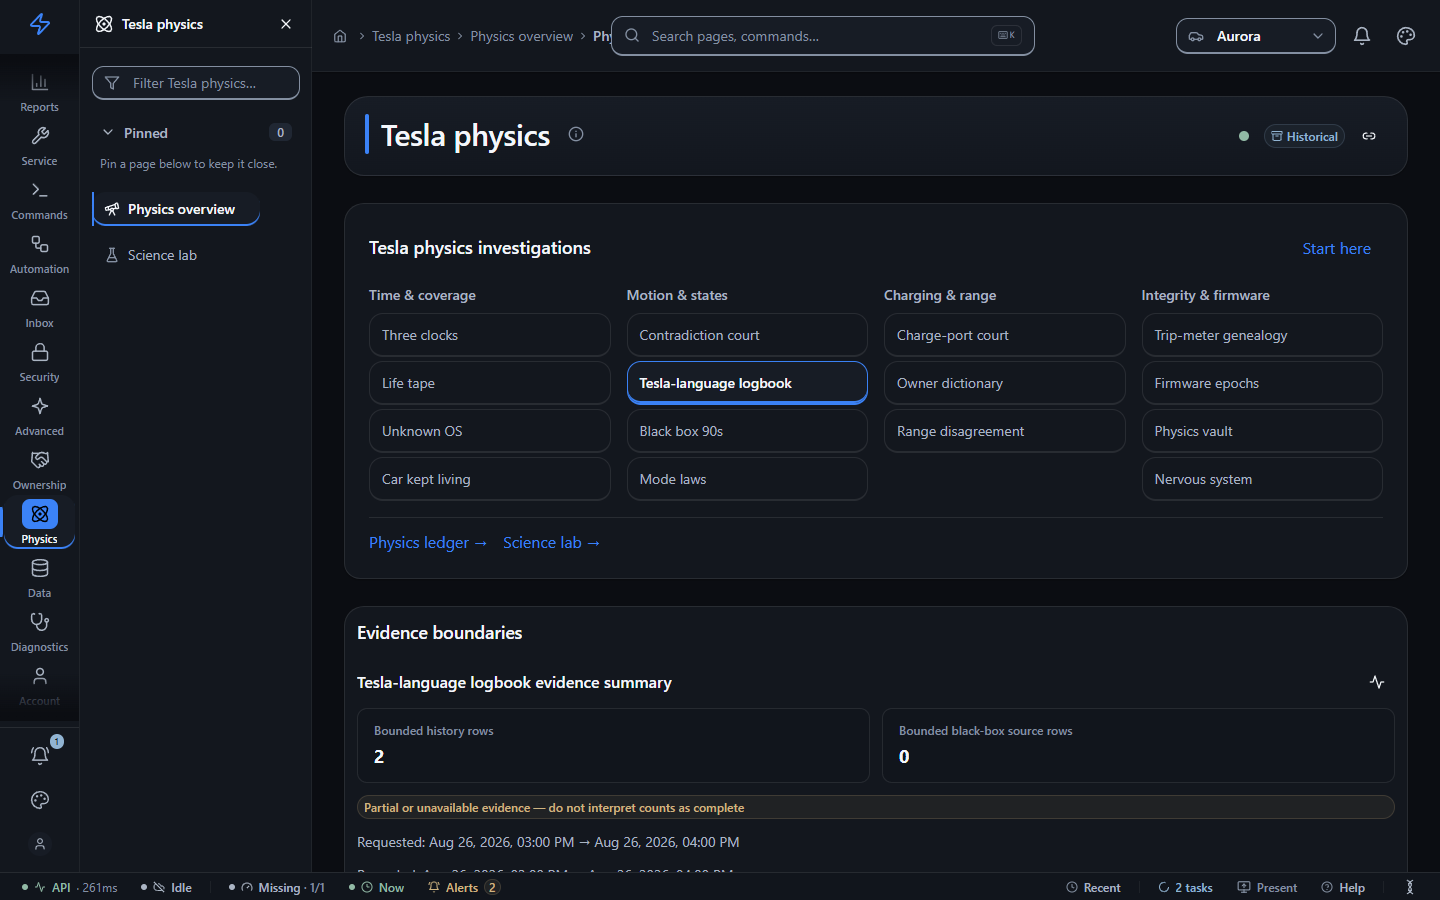 Tesla physics
Filter Tesla physics...
Pinned
0
Pin a page below to keep it close.
Physics overview
Science lab
Reports
Service
Commands
Automation
Inbox
Security
Advanced
Ownership
Physics
Data
Diagnostics
Account
1
Tesla physics
Physics overview
Search pages, commands...
K
Aurora
Tesla physics
Historical
Tesla physics investigations
Start here
Time & coverage
Three clocks
Life tape
Unknown OS
Car kept living
Motion & states
Contradiction court
Tesla-language logbook
Black box 90s
Mode laws
Charging & range
Charge-port court
Owner dictionary
Range disagreement
Integrity & firmware
Trip-meter genealogy
Firmware epochs
Physics vault
Nervous system
Physics ledger →
Science lab →
Evidence boundaries
Tesla-language logbook evidence summary
Bounded history rows
2
Bounded black-box source rows
0
Partial or unavailable evidence — do not interpret counts as complete
Requested: Aug 26, 2026, 03:00 PM → Aug 26, 2026, 04:00 PM
API · 261ms
Idle
Missing · 1/1
Now
Alerts 2
Recent
2 tasks
Present
Help